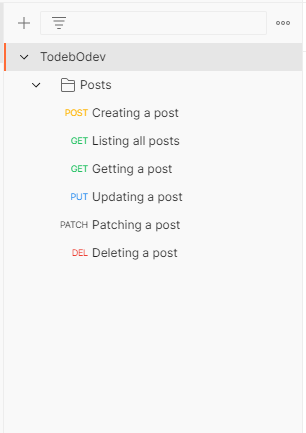 TodebOdev
Posts
POST Creating a post
GET Listing all posts
GET Getting a post
PUT Updating a post
PATCH Patching a post
DEL Deleting a post